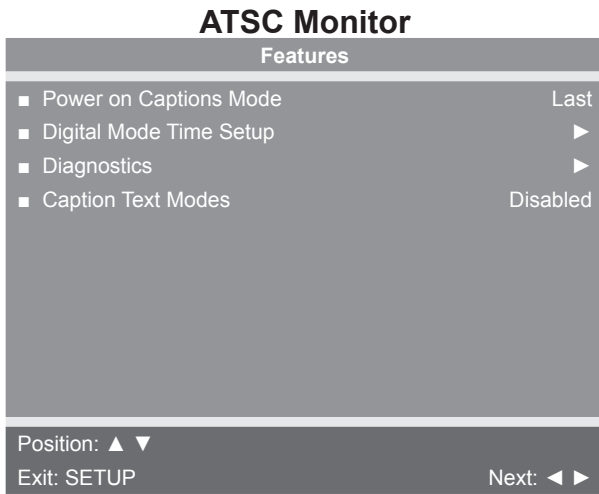 ATSC Monitor
Features
■ Power on Captions Mode Last
■ Digital Mode Time Setup ►
■ Diagnostics ►
■ Caption Text Modes Disabled
Position: ▲ ▼
Exit: SETUP Next: ◄ ►